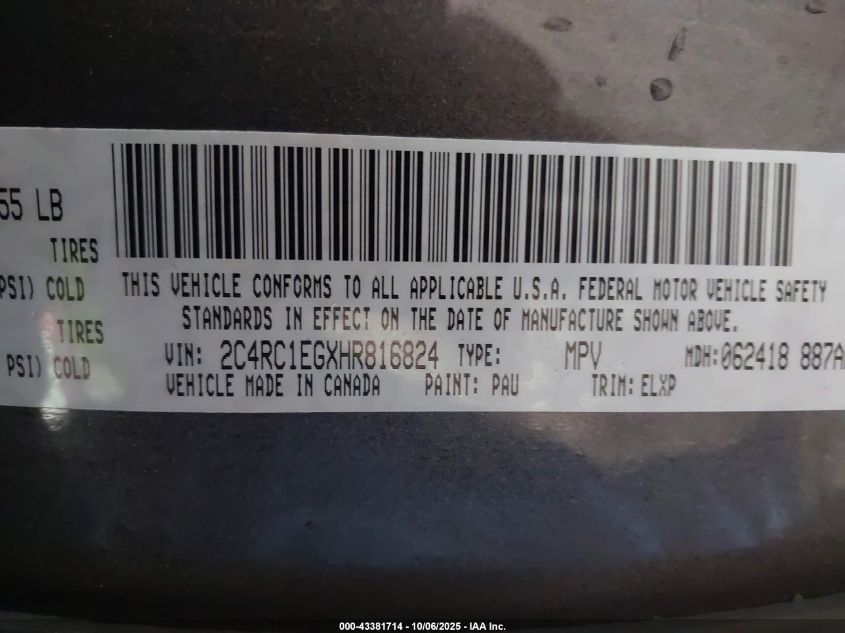 55 LB
TIRES
PSI) COLD
TIRES
PSI) COLD
THIS VEHICLE CONFORMS TO ALL APPLICABLE U.S.A. FEDERAL MOTOR VEHICLE SAFETY
STANDARDS IN EFFECT ON THE DATE OF MANUFACTURE SHOWN ABOVE.
VIN: 2C4RC1EGXHR816824 TYPE: MPV MDH: 062418 887A
VEHICLE MADE IN CANADA PAINT: PAU TRIM: ELXP
000-43381714 - 10/06/2025 - IAA Inc.